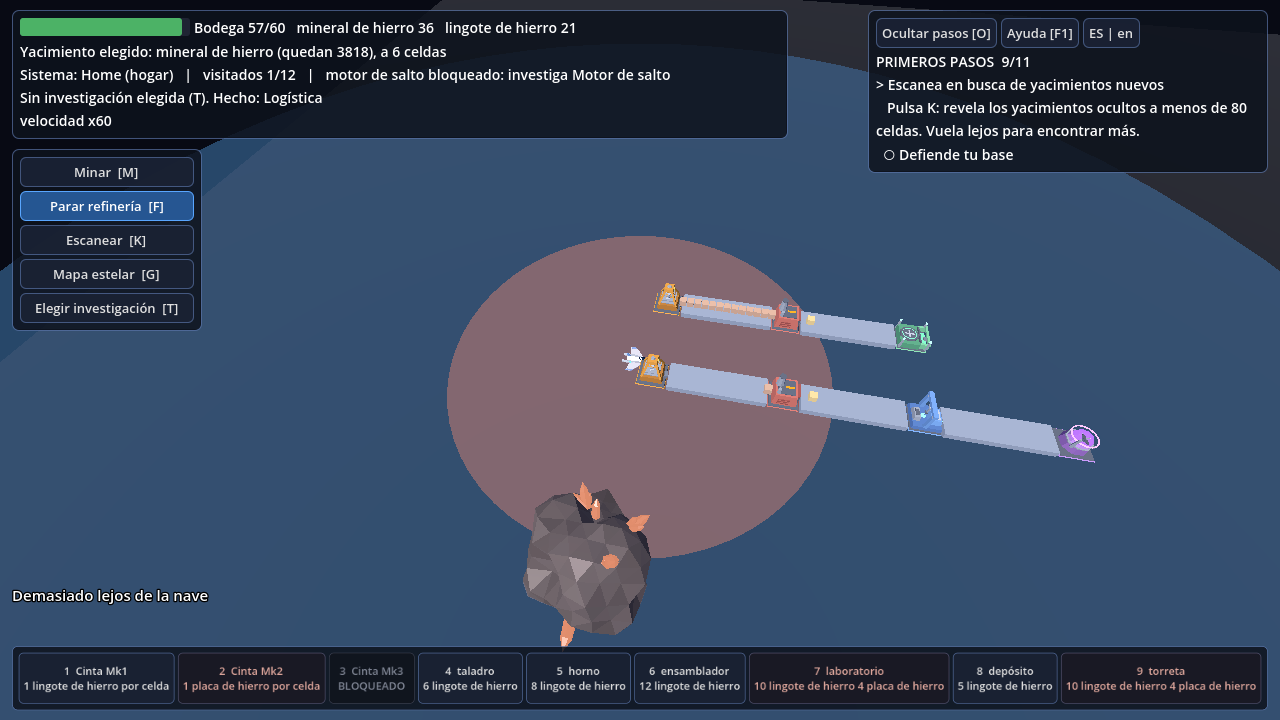 Bodega 57/60   mineral de hierro 36   lingote de hierro 21
Yacimiento elegido: mineral de hierro (quedan 3818), a 6 celdas
Sistema: Home (hogar)   |   visitados 1/12   |   motor de salto bloqueado: investiga Motor de salto
Sin investigación elegida (T). Hecho: Logística
velocidad x60
Ocultar pasos [O]
Ayuda [F1]
ES | en
PRIMEROS PASOS  9/11
> Escanea en busca de yacimientos nuevos
Pulsa K: revela los yacimientos ocultos a menos de 80
celdas. Vuela lejos para encontrar más.
○ Defiende tu base
Minar  [M]
Parar refinería  [F]
Escanear  [K]
Mapa estelar  [G]
Elegir investigación  [T]
Demasiado lejos de la nave
1  Cinta Mk1
1 lingote de hierro por celda
2  Cinta Mk2
1 placa de hierro por celda
3  Cinta Mk3
BLOQUEADO
4  taladro
6 lingote de hierro
5  horno
8 lingote de hierro
6  ensamblador
12 lingote de hierro
7  laboratorio
10 lingote de hierro 4 placa de hierro
8  depósito
5 lingote de hierro
9  torreta
10 lingote de hierro 4 placa de hierro